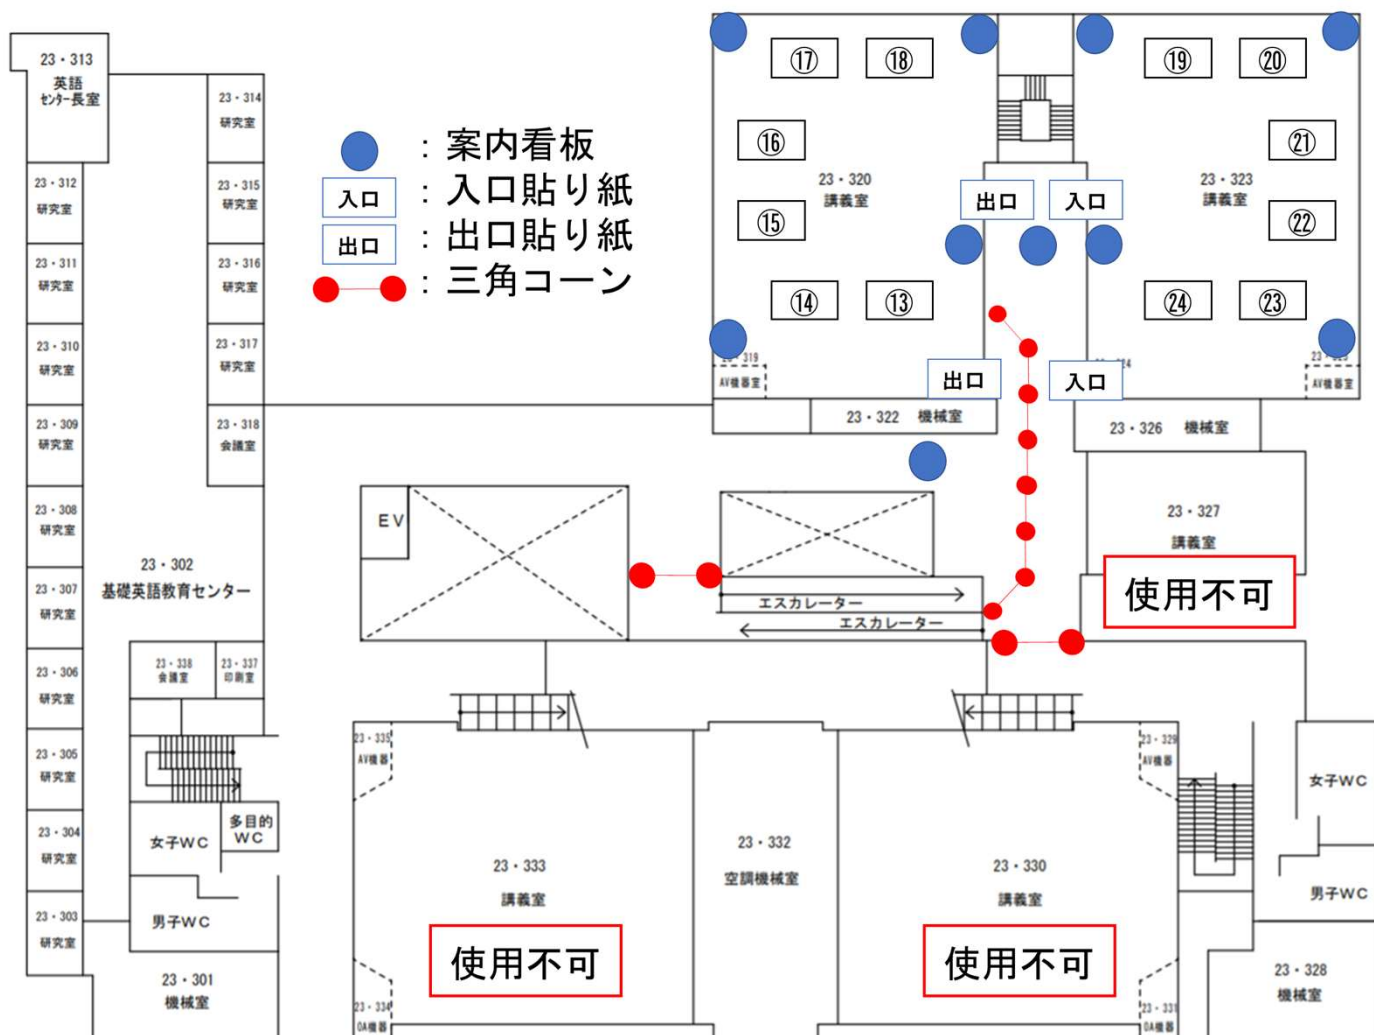 23・313
英語
センター長室
23・314
研究室
23・312
研究室
23・315
研究室
23・311
研究室
23・316
研究室
23・310
研究室
23・317
研究室
23・309
研究室
23・318
会議室
23・308
研究室
23・302
基礎英語教育センター
23・307
研究室
23・306
研究室
23・338
会議室
23・337
印刷室
23・305
研究室
23・304
研究室
女子WC
多目的
WC
23・303
研究室
男子WC
23・301
機械室
：案内看板
入口
：入口貼り紙
出口
：出口貼り紙
：三角コーン
⑰
⑱
⑯
⑮
⑭
⑬
23・320
講義室
出口
入口
⑲
⑳
㉑
㉒
㉔
㉓
23・323
講義室
AV機器室
出口
入口
AV機器室
23・322 機械室
23・326 機械室
EV
エスカレーター
エスカレーター
23・327
講義室
使用不可
23・335
AV機器
23・333
講義室
使用不可
23・334
OA機器
23・332
空調機械室
23・329
AV機器
23・330
講義室
使用不可
23・331
OA機器
女子WC
男子WC
23・328
機械室